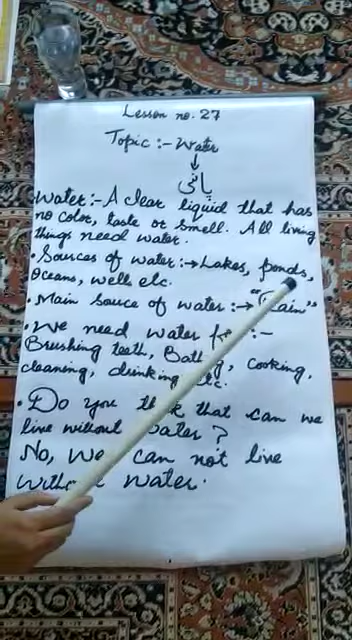 Lesson no. 27
Topic :- Water
↓
پانی
Water:- A clear liquid that has
no color, taste or smell. All living
things need water.
• Sources of water:→ Lakes, ponds,
Oceans, well etc.
• Main souce of water:→ "Rain"
• We need water f :-
Brushing teeth, Bath, cooking,
cleaning, drinking etc.
• Do you think that can we
live without water?
No, we can not live
without water.